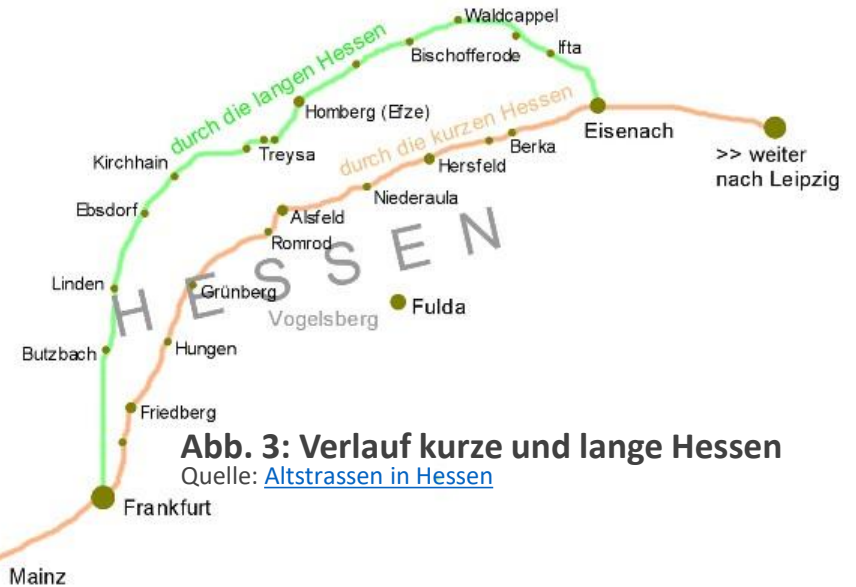 Waldcappel
Bischofferode
Ifta
durch die langen Hessen
Homberg (Efze)
Eisenach
>> weiter
nach Leipzig
durch die kurzen Hessen
Berka
Hersfeld
Treysa
Kirchhain
Niederaula
Ebsdorf
Alsfeld
Romrod
HESSEN
Linden
Grünberg
Fulda
Vogelsberg
Butzbach
Hungen
Friedberg
Abb. 3: Verlauf kurze und lange Hessen
Quelle: Altstrassen in Hessen
Frankfurt
Mainz